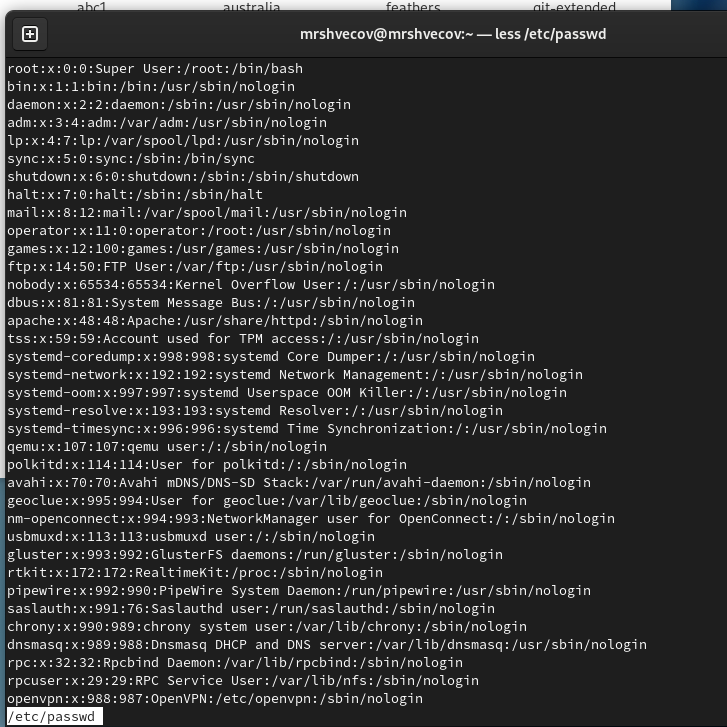 abc1 australia feathers git-extended
mrshvecov@mrshvecov:~ — less /etc/passwd
root:x:0:0:Super User:/root:/bin/bash
bin:x:1:1:bin:/bin:/usr/sbin/nologin
daemon:x:2:2:daemon:/sbin:/usr/sbin/nologin
adm:x:3:4:adm:/var/adm:/usr/sbin/nologin
lp:x:4:7:lp:/var/spool/lpd:/usr/sbin/nologin
sync:x:5:0:sync:/sbin:/bin/sync
shutdown:x:6:0:shutdown:/sbin:/sbin/shutdown
halt:x:7:0:halt:/sbin:/sbin/halt
mail:x:8:12:mail:/var/spool/mail:/usr/sbin/nologin
operator:x:11:0:operator:/root:/usr/sbin/nologin
games:x:12:100:games:/usr/games:/usr/sbin/nologin
ftp:x:14:50:FTP User:/var/ftp:/usr/sbin/nologin
nobody:x:65534:65534:Kernel Overflow User:/:/usr/sbin/nologin
dbus:x:81:81:System Message Bus:/:/usr/sbin/nologin
apache:x:48:48:Apache:/usr/share/httpd:/sbin/nologin
tss:x:59:59:Account used for TPM access:/:/usr/sbin/nologin
systemd-coredump:x:998:998:systemd Core Dumper:/:/usr/sbin/nologin
systemd-network:x:192:192:systemd Network Management:/:/usr/sbin/nologin
systemd-oom:x:997:997:systemd Userspace OOM Killer:/:/usr/sbin/nologin
systemd-resolve:x:193:193:systemd Resolver:/:/usr/sbin/nologin
systemd-timesync:x:996:996:systemd Time Synchronization:/:/usr/sbin/nologin
qemu:x:107:107:qemu user:/:/sbin/nologin
polkitd:x:114:114:User for polkitd:/:/sbin/nologin
avahi:x:70:70:Avahi mDNS/DNS-SD Stack:/var/run/avahi-daemon:/sbin/nologin
geoclue:x:995:994:User for geoclue:/var/lib/geoclue:/sbin/nologin
nm-openconnect:x:994:993:NetworkManager user for OpenConnect:/:/sbin/nologin
usbmuxd:x:113:113:usbmuxd user:/:/sbin/nologin
gluster:x:993:992:GlusterFS daemons:/run/gluster:/sbin/nologin
rtkit:x:172:172:RealtimeKit:/proc:/sbin/nologin
pipewire:x:992:990:PipeWire System Daemon:/run/pipewire:/usr/sbin/nologin
saslauth:x:991:76:Saslauthd user:/run/saslauthd:/sbin/nologin
chrony:x:990:989:chrony system user:/var/lib/chrony:/sbin/nologin
dnsmasq:x:989:988:Dnsmasq DHCP and DNS server:/var/lib/dnsmasq:/usr/sbin/nologin
rpc:x:32:32:Rpcbind Daemon:/var/lib/rpcbind:/sbin/nologin
rpcuser:x:29:29:RPC Service User:/var/lib/nfs:/sbin/nologin
openvpn:x:988:987:OpenVPN:/etc/openvpn:/sbin/nologin
/etc/passwd